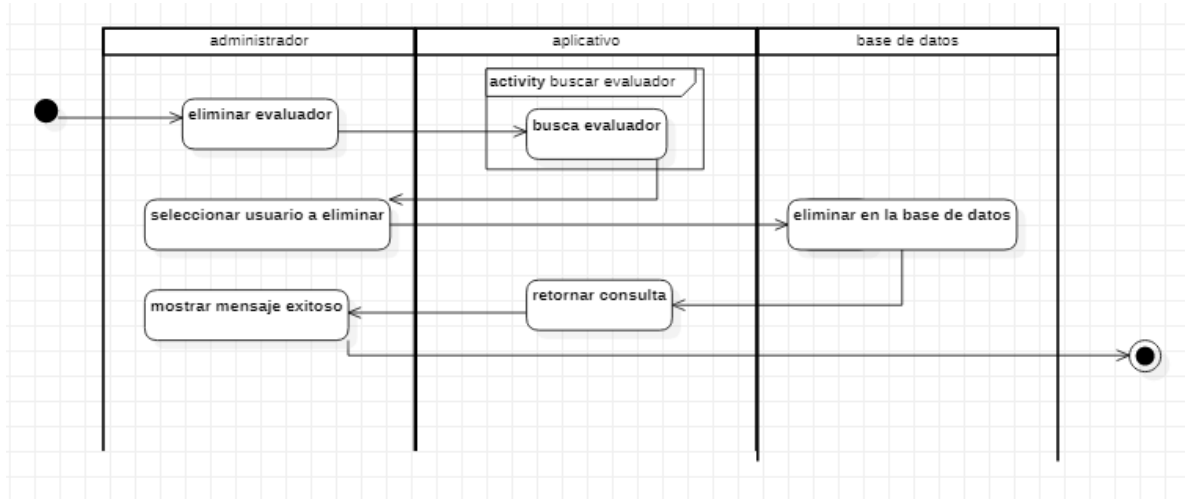 administrador
aplicativo
base de datos
activity buscar evaluador
eliminar evaluador
busca evaluador
seleccionar usuario a eliminar
eliminar en la base de datos
retornar consulta
mostrar mensaje exitoso